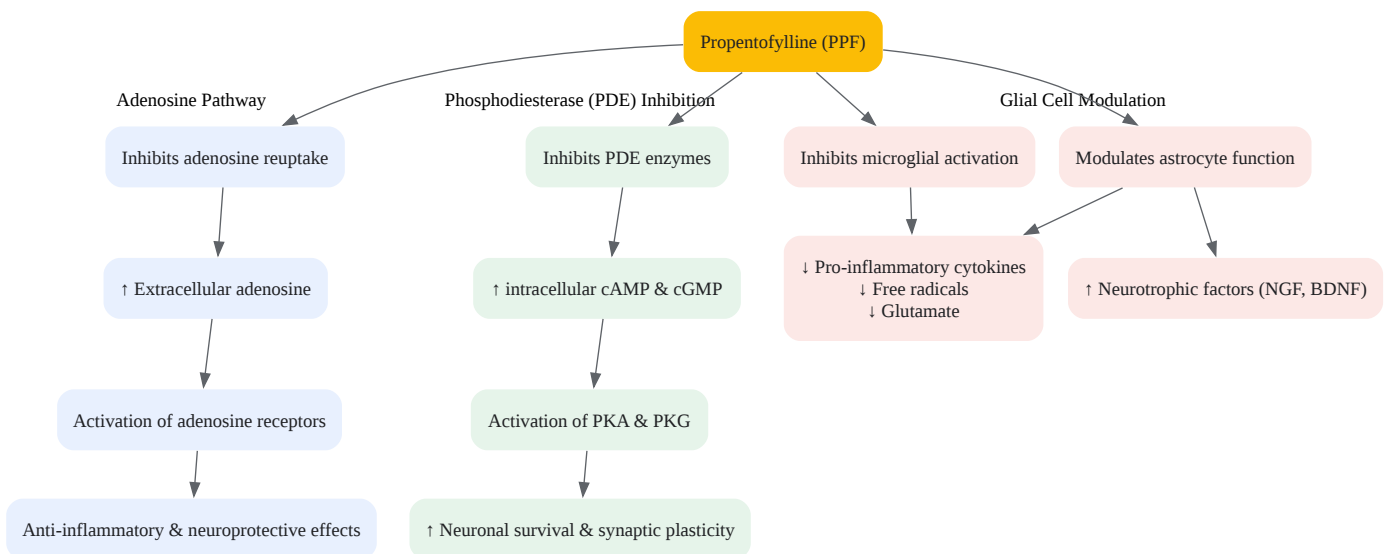 Propentofylline (PPF)
Adenosine Pathway
Phosphodiesterase (PDE) Inhibition
Glial Cell Modulation
Inhibits adenosine reuptake
Inhibits PDE enzymes
Inhibits microglial activation
Modulates astrocyte function
↑ Extracellular adenosine
↑ intracellular cAMP & cGMP
↓ Pro-inflammatory cytokines
↓ Free radicals
↓ Glutamate
↑ Neurotrophic factors (NGF, BDNF)
Activation of adenosine receptors
Activation of PKA & PKG
Anti-inflammatory & neuroprotective effects
↑ Neuronal survival & synaptic plasticity